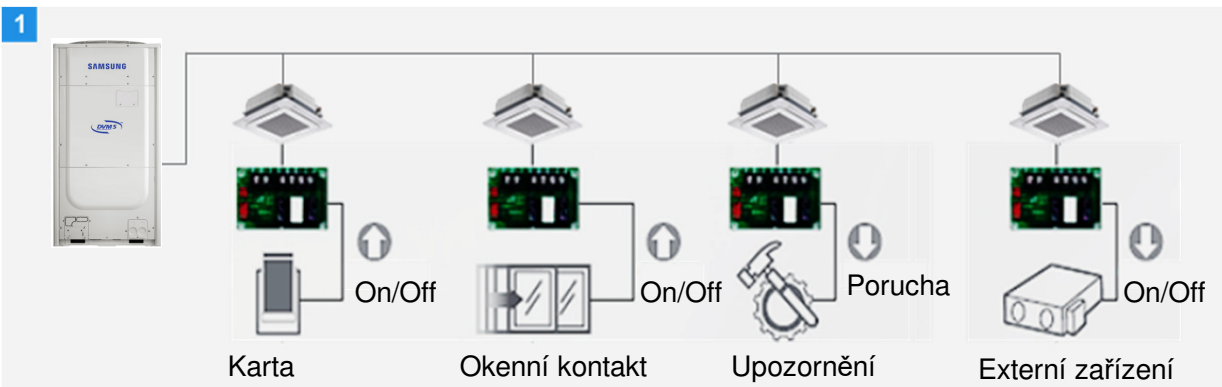 1
SAMSUNG
DVM S
On/Off
On/Off
Porucha
On/Off
Karta
Okenní kontakt
Upozornění
Externí zařízení